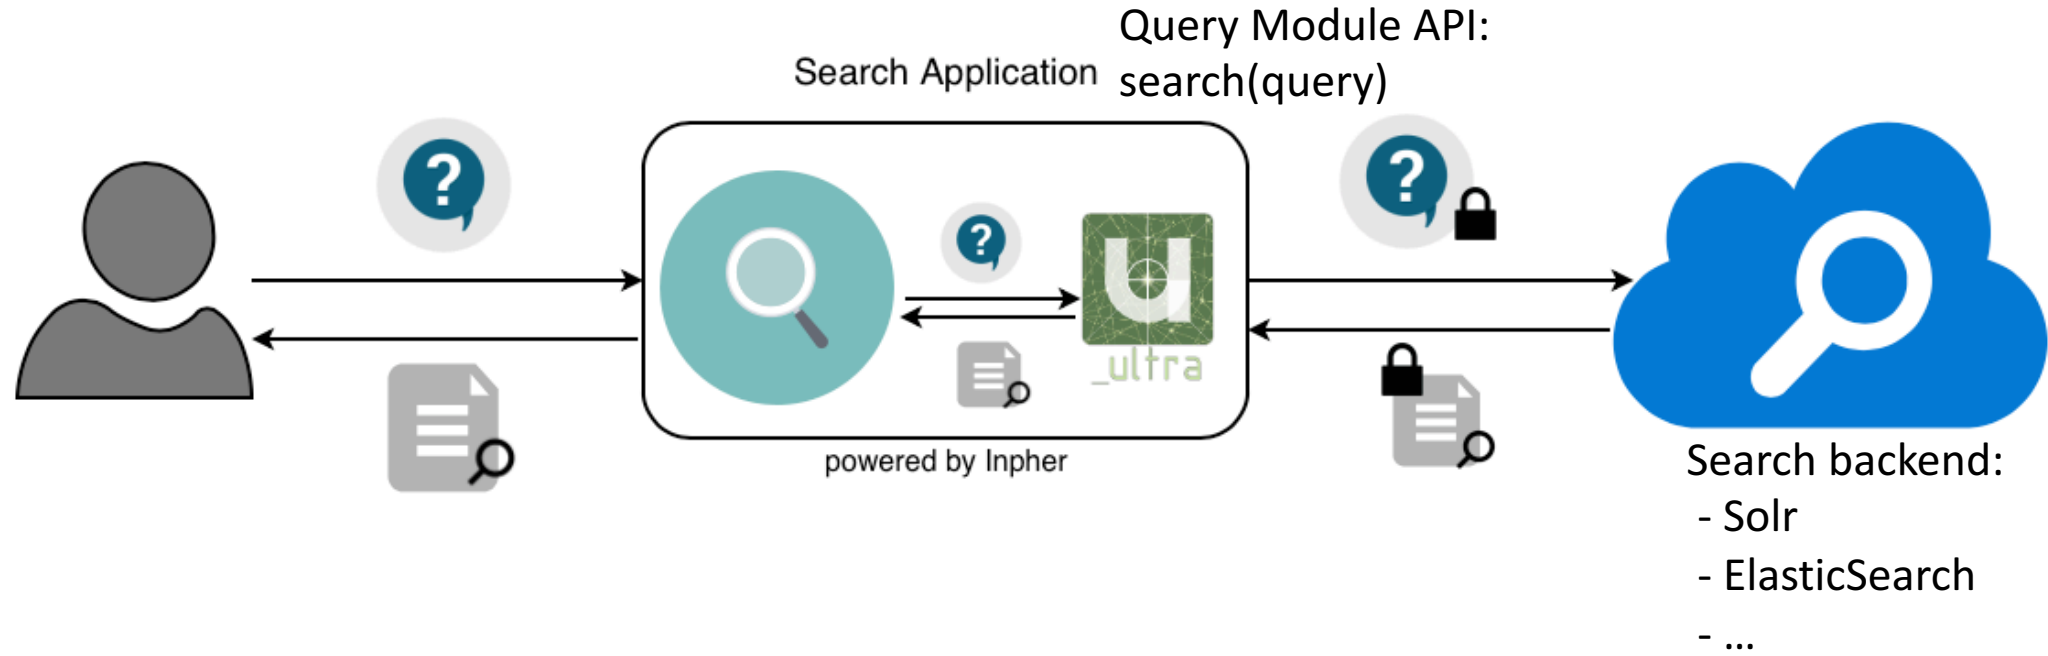 Query Module API:
Search Application
search(query)
?
?
?
u
_ultra
powered by Inpher
Search backend:
- Solr
- ElasticSearch
- ...